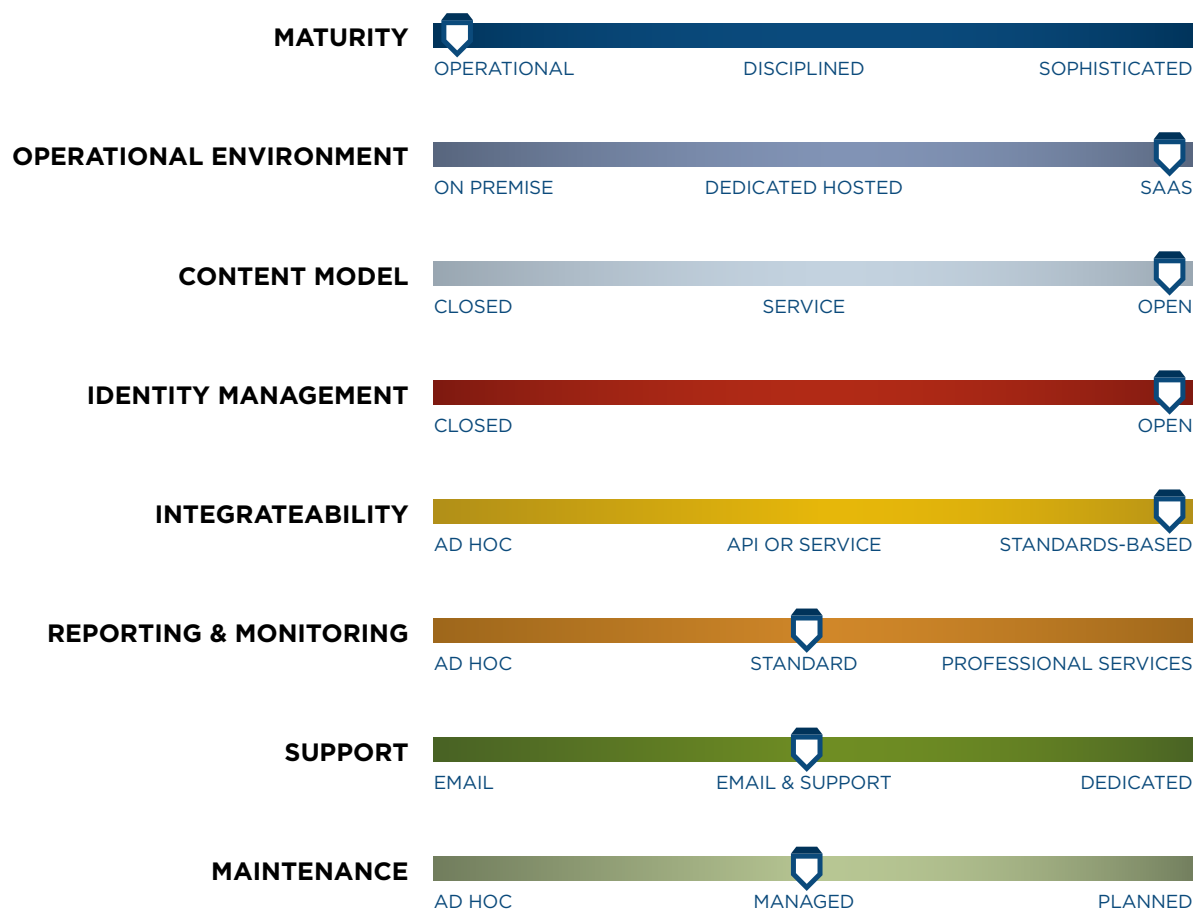 MATURITY
OPERATIONAL DISCIPLINED SOPHISTICATED
OPERATIONAL ENVIRONMENT
ON PREMISE DEDICATED HOSTED SAAS
CONTENT MODEL
CLOSED SERVICE OPEN
IDENTITY MANAGEMENT
CLOSED OPEN
INTEGRATEABILITY
AD HOC API OR SERVICE STANDARDS-BASED
REPORTING & MONITORING
AD HOC STANDARD PROFESSIONAL SERVICES
SUPPORT
EMAIL EMAIL & SUPPORT DEDICATED
MAINTENANCE
AD HOC MANAGED PLANNED